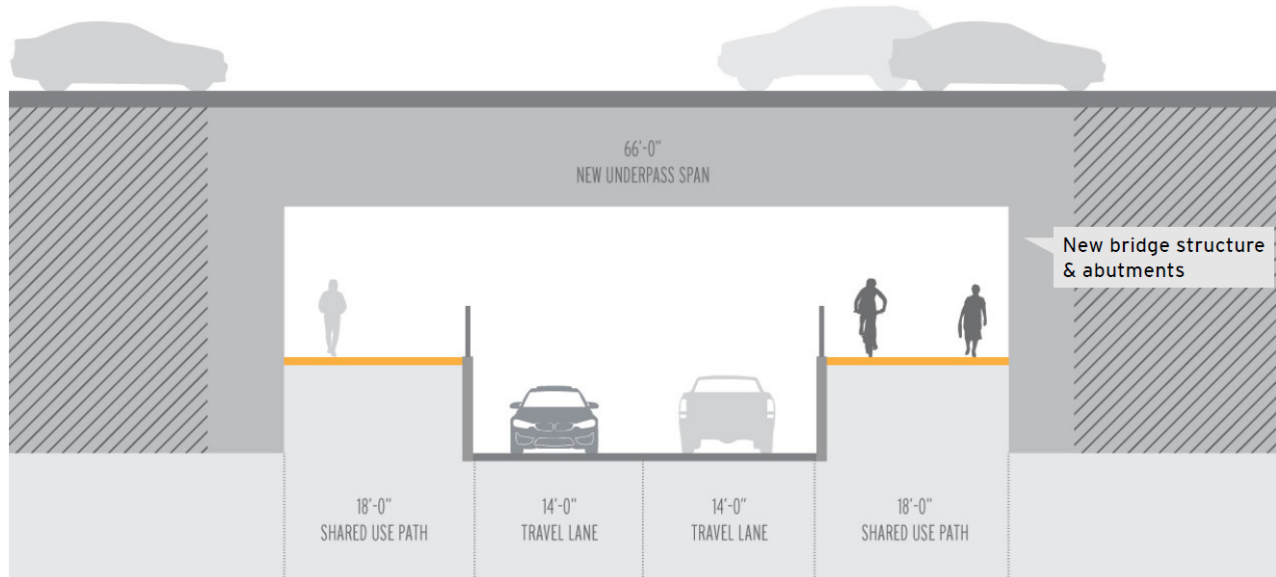 66'-0"
NEW UNDERPASS SPAN
New bridge structure
& abutments
18'-0"
SHARED USE PATH
14'-0"
TRAVEL LANE
14'-0"
TRAVEL LANE
18'-0"
SHARED USE PATH